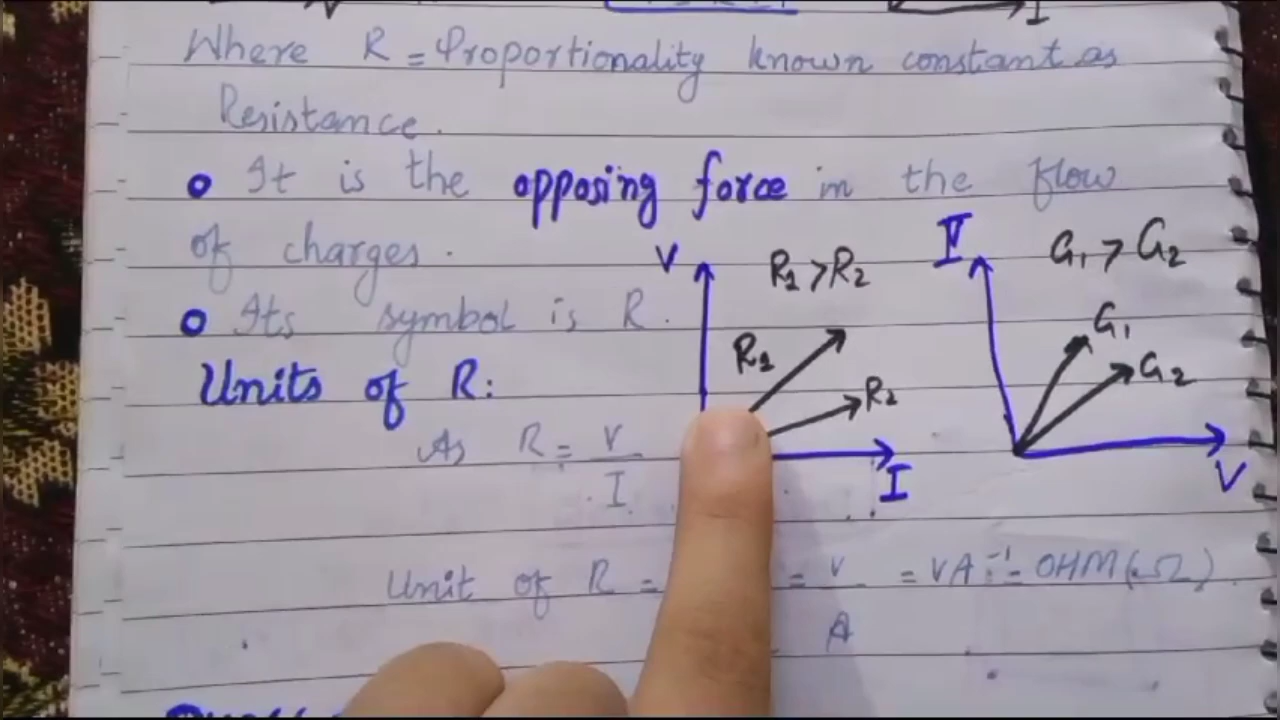 I
Where R = Proportionality known constant as
Resistance.
• It is the opposing force in the flow
of charges.
• Its symbol is R.
V R1 > R2
R1
R2
I
I G1 > G2
G1
G2
V
Units of R:
As R = V
I
Unit of R = = V = VA⁻¹ = OHM (Ω).
A